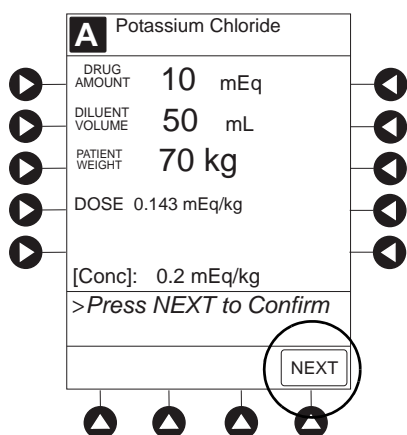 A Potassium Chloride
DRUG AMOUNT 10 mEq
DILUENT VOLUME 50 mL
PATIENT WEIGHT 70 kg
DOSE 0.143 mEq/kg
[Conc]: 0.2 mEq/kg
>Press NEXT to Confirm
NEXT